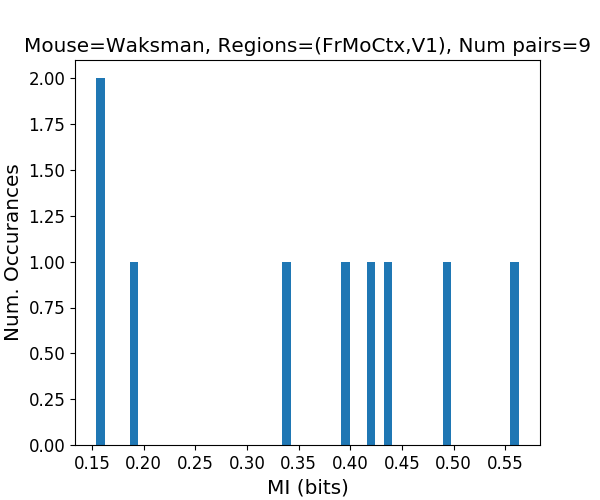 Mouse=Waksman, Regions=(FrMoCtx,V1), Num pairs=9
Num. Occurances
2.00
1.75
1.50
1.25
1.00
0.75
0.50
0.25
0.00
0.15 0.20 0.25 0.30 0.35 0.40 0.45 0.50 0.55
MI (bits)